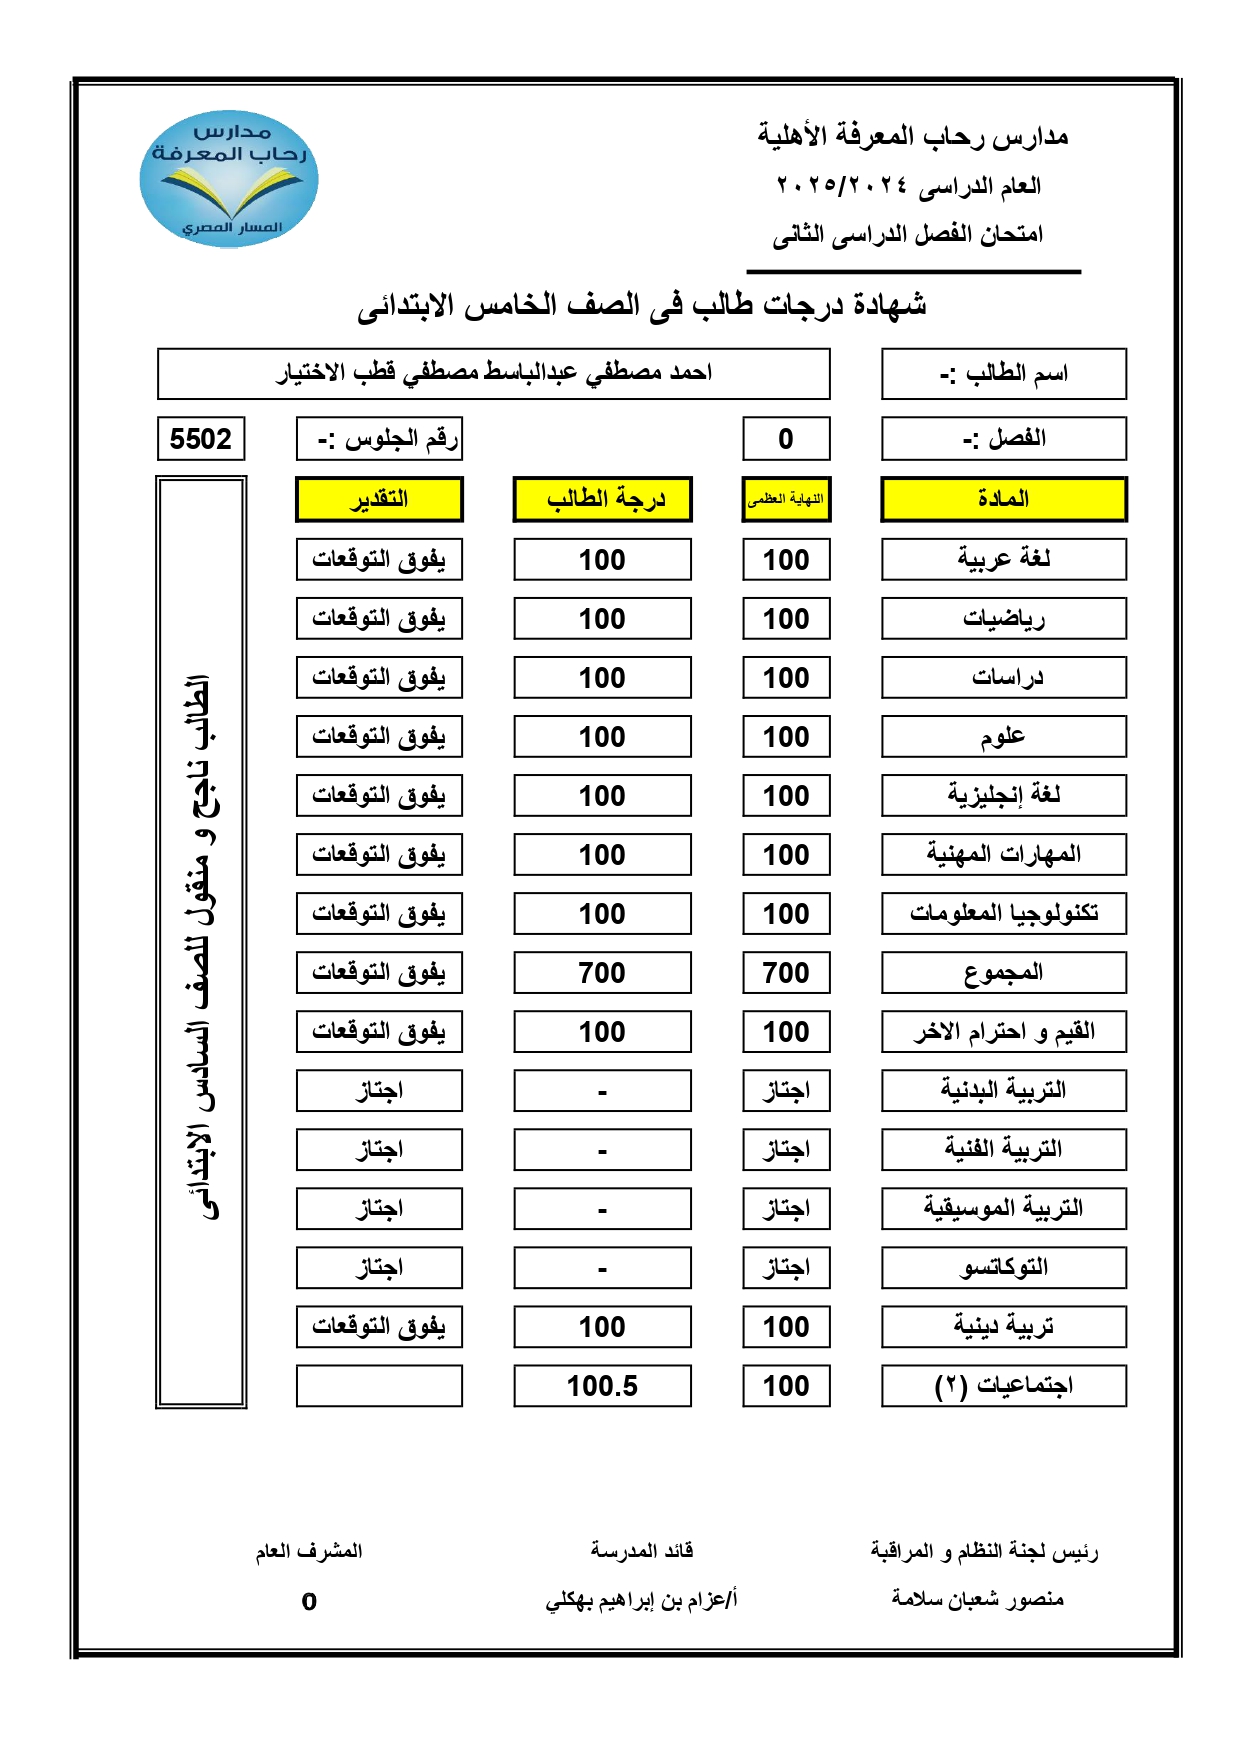 مدارس رحاب المعرفة الأهلية
العام الدراسى ٢٠٢٥/٢٠٢٤
امتحان الفصل الدراسى الثانى
مدارس
رحاب المعرفة
المسار المصري
شهادة درجات طالب فى الصف الخامس الابتدائى
اسم الطالب :- احمد مصطفي عبدالباسط مصطفي قطب الاختيار
الفصل :- 0 رقم الجلوس :- 5502
المادة النهاية العظمى درجة الطالب التقدير
لغة عربية 100 100 يفوق التوقعات
رياضيات 100 100 يفوق التوقعات
دراسات 100 100 يفوق التوقعات
علوم 100 100 يفوق التوقعات
لغة إنجليزية 100 100 يفوق التوقعات
المهارات المهنية 100 100 يفوق التوقعات
تكنولوجيا المعلومات 100 100 يفوق التوقعات
المجموع 700 700 يفوق التوقعات
القيم و احترام الاخر 100 100 يفوق التوقعات
التربية البدنية اجتاز - اجتاز
التربية الفنية اجتاز - اجتاز
التربية الموسيقية اجتاز - اجتاز
التوكاتسو اجتاز - اجتاز
تربية دينية 100 100 يفوق التوقعات
اجتماعيات (٢) 100 100.5
الطالب ناجح و منقول للصف السادس الابتدائى
رئيس لجنة النظام و المراقبة قائد المدرسة المشرف العام
منصور شعبان سلامة أ/عزام بن إبراهيم بهكلي 0